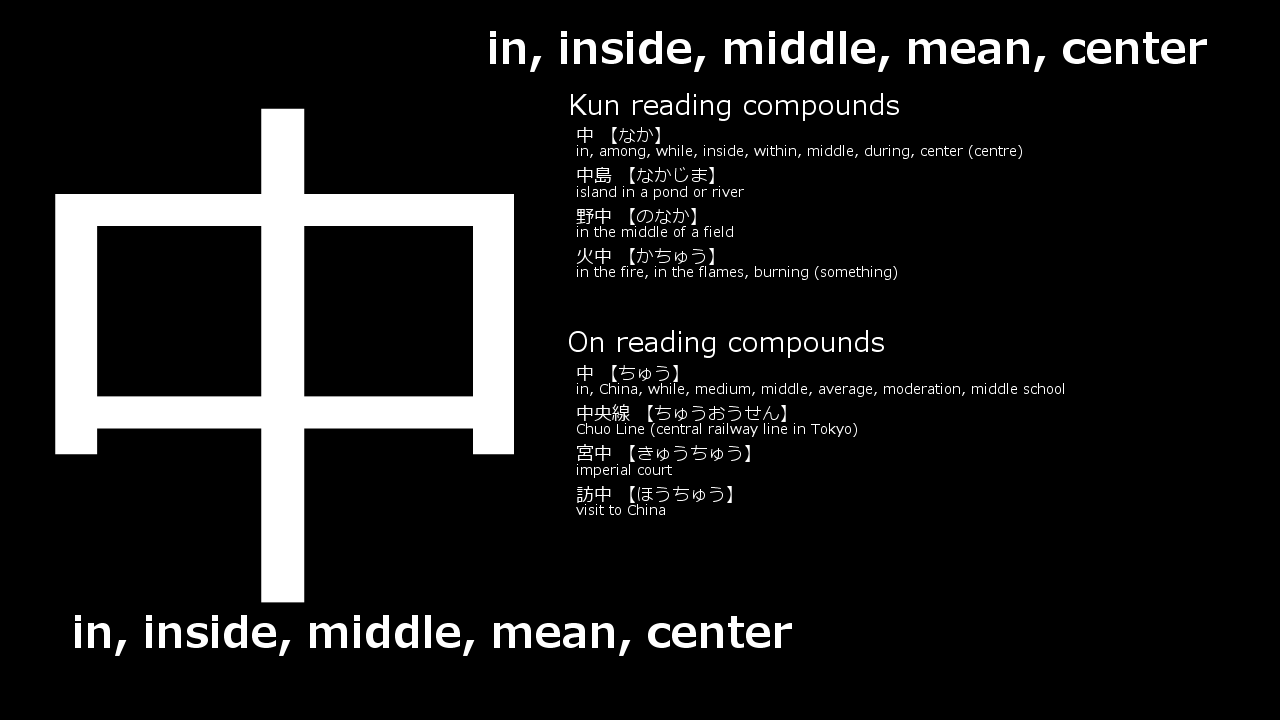 in, inside, middle, mean, center
中
Kun reading compounds
中 【なか】
in, among, while, inside, within, middle, during, center (centre)
中島 【なかじま】
island in a pond or river
野中 【のなか】
in the middle of a field
火中 【かちゅう】
in the fire, in the flames, burning (something)
On reading compounds
中 【ちゅう】
in, China, while, medium, middle, average, moderation, middle school
中央線 【ちゅうおうせん】
Chuo Line (central railway line in Tokyo)
宮中 【きゅうちゅう】
imperial court
訪中 【ほうちゅう】
visit to China
in, inside, middle, mean, center